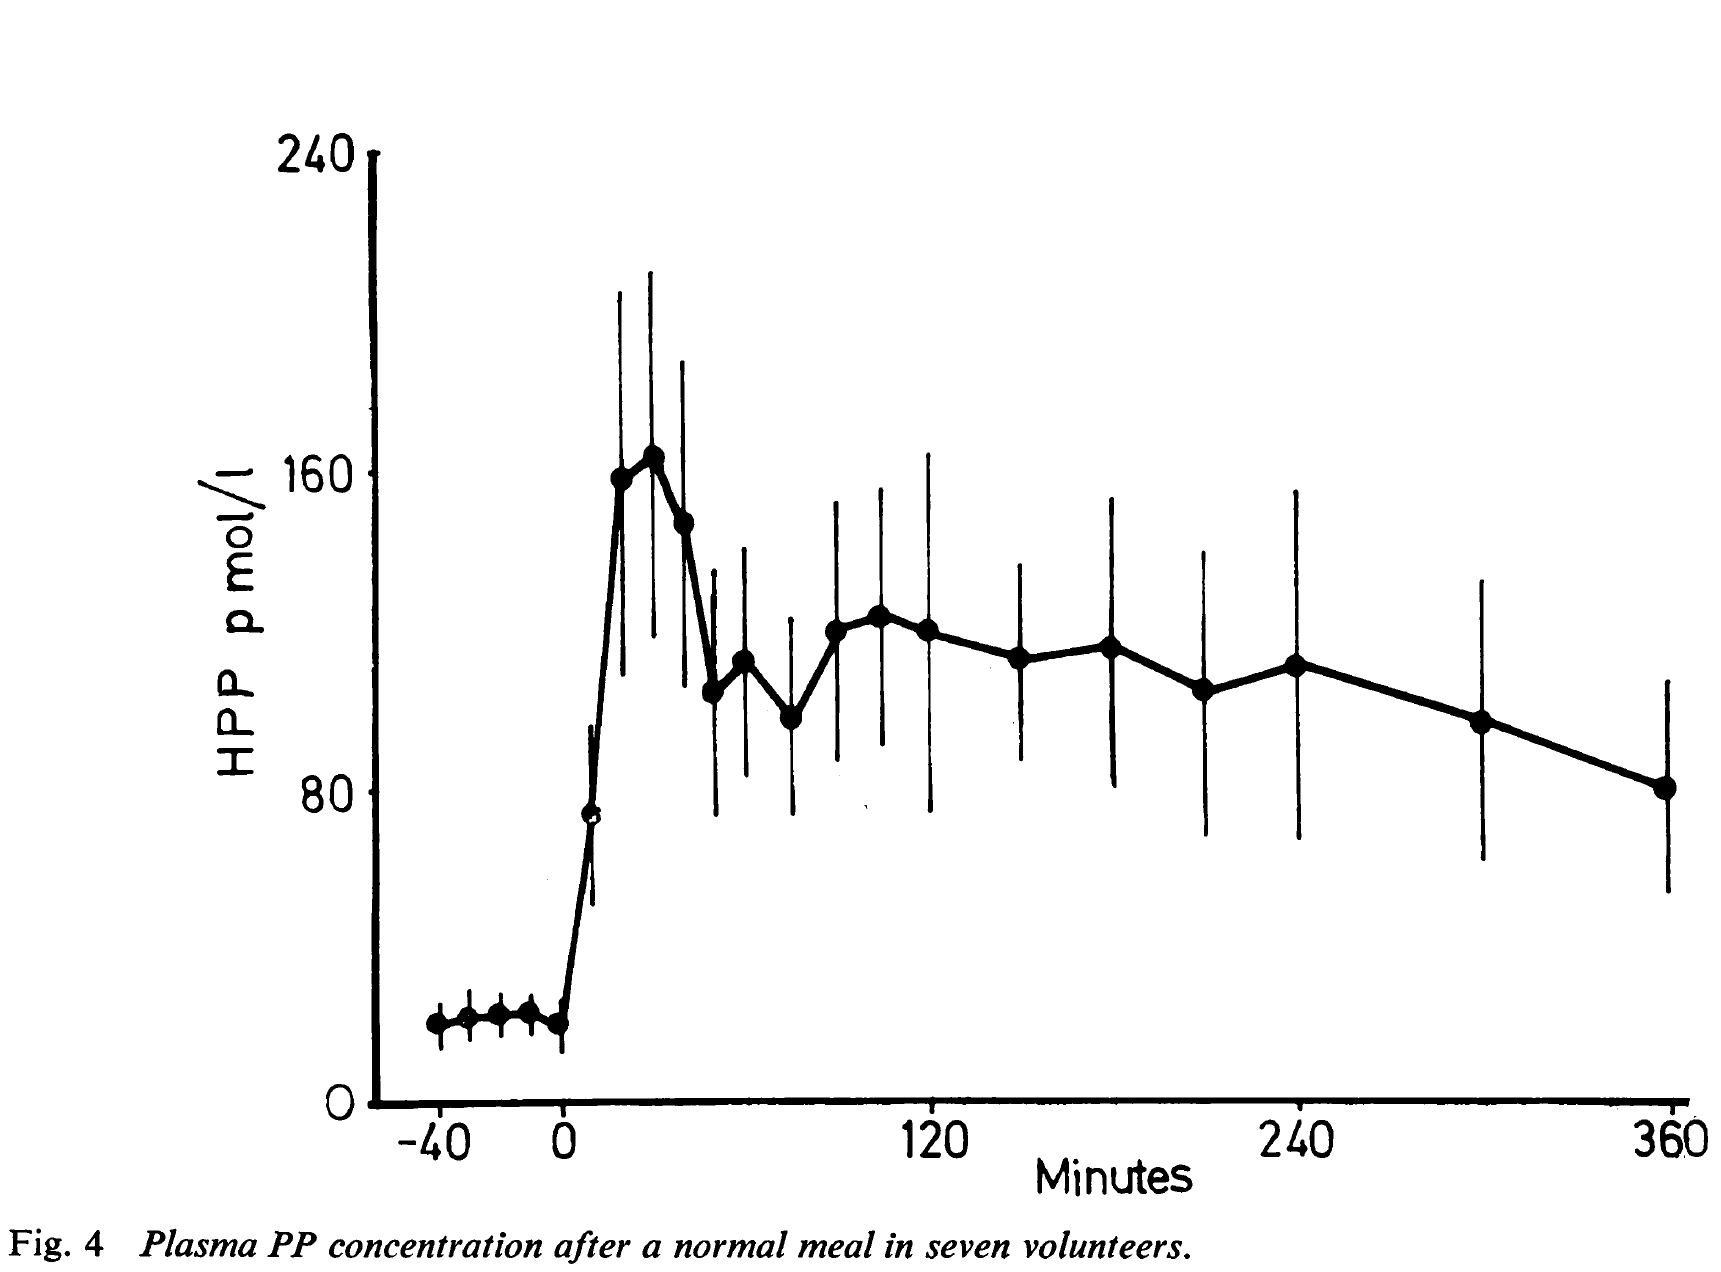 240
160
80
0
HPP pmol/l
-40 0 120 240 360
Minutes
Fig. 4 Plasma PP concentration after a normal meal in seven volunteers.